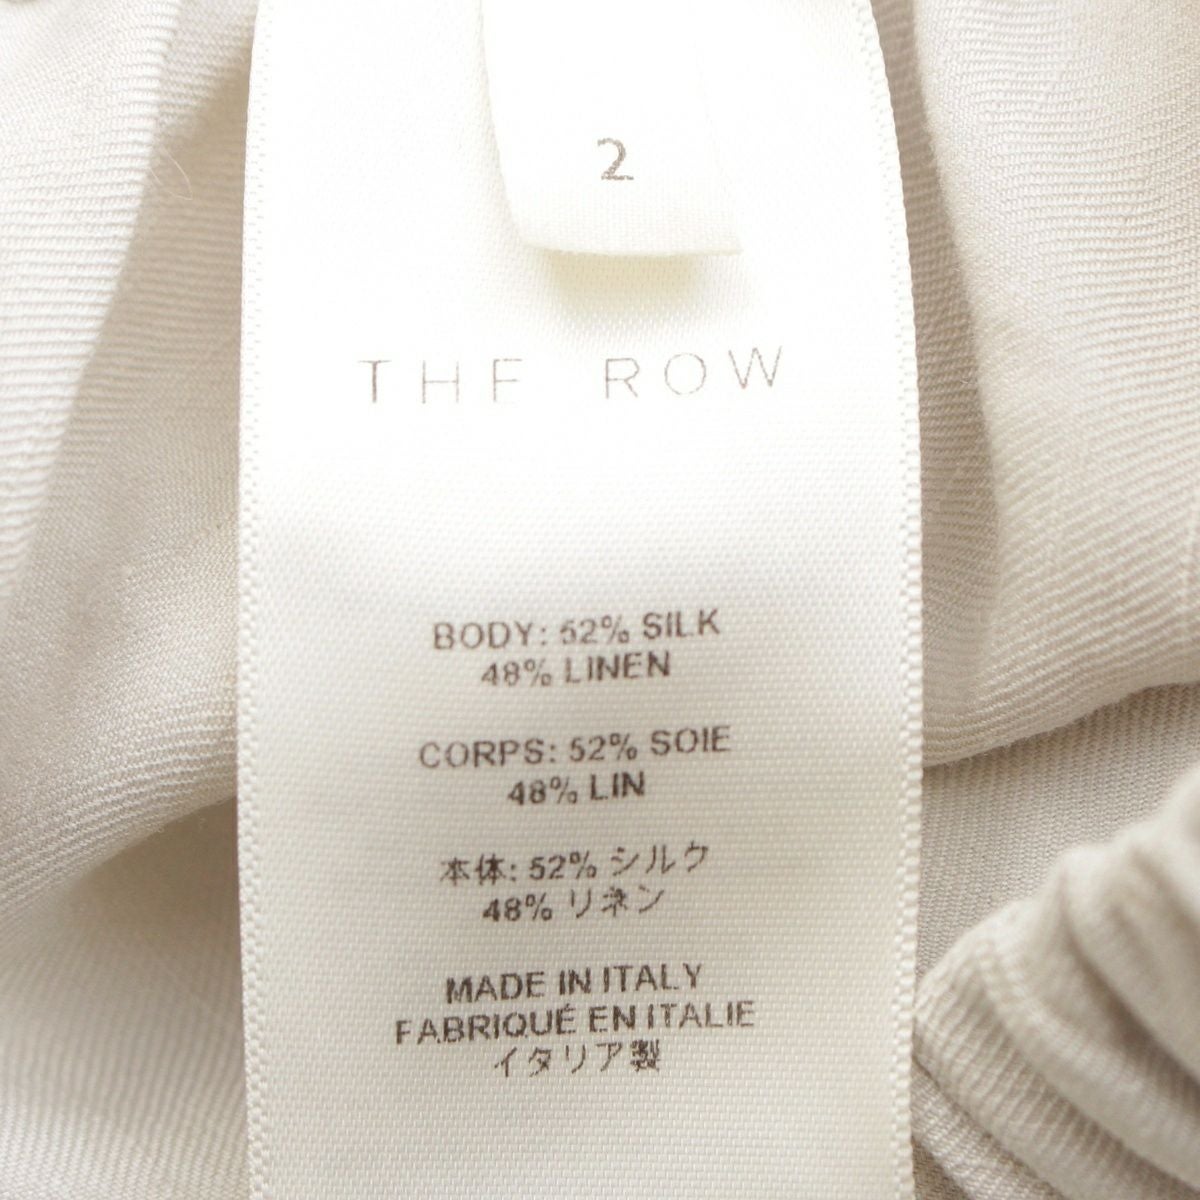 2
THE ROW
BODY: 52% SILK
48% LINEN
CORPS: 52% SOIE
48% LIN
本体: 52% シルク
48% リネン
MADE IN ITALY
FABRIQUÉ EN ITALIE
イタリア製